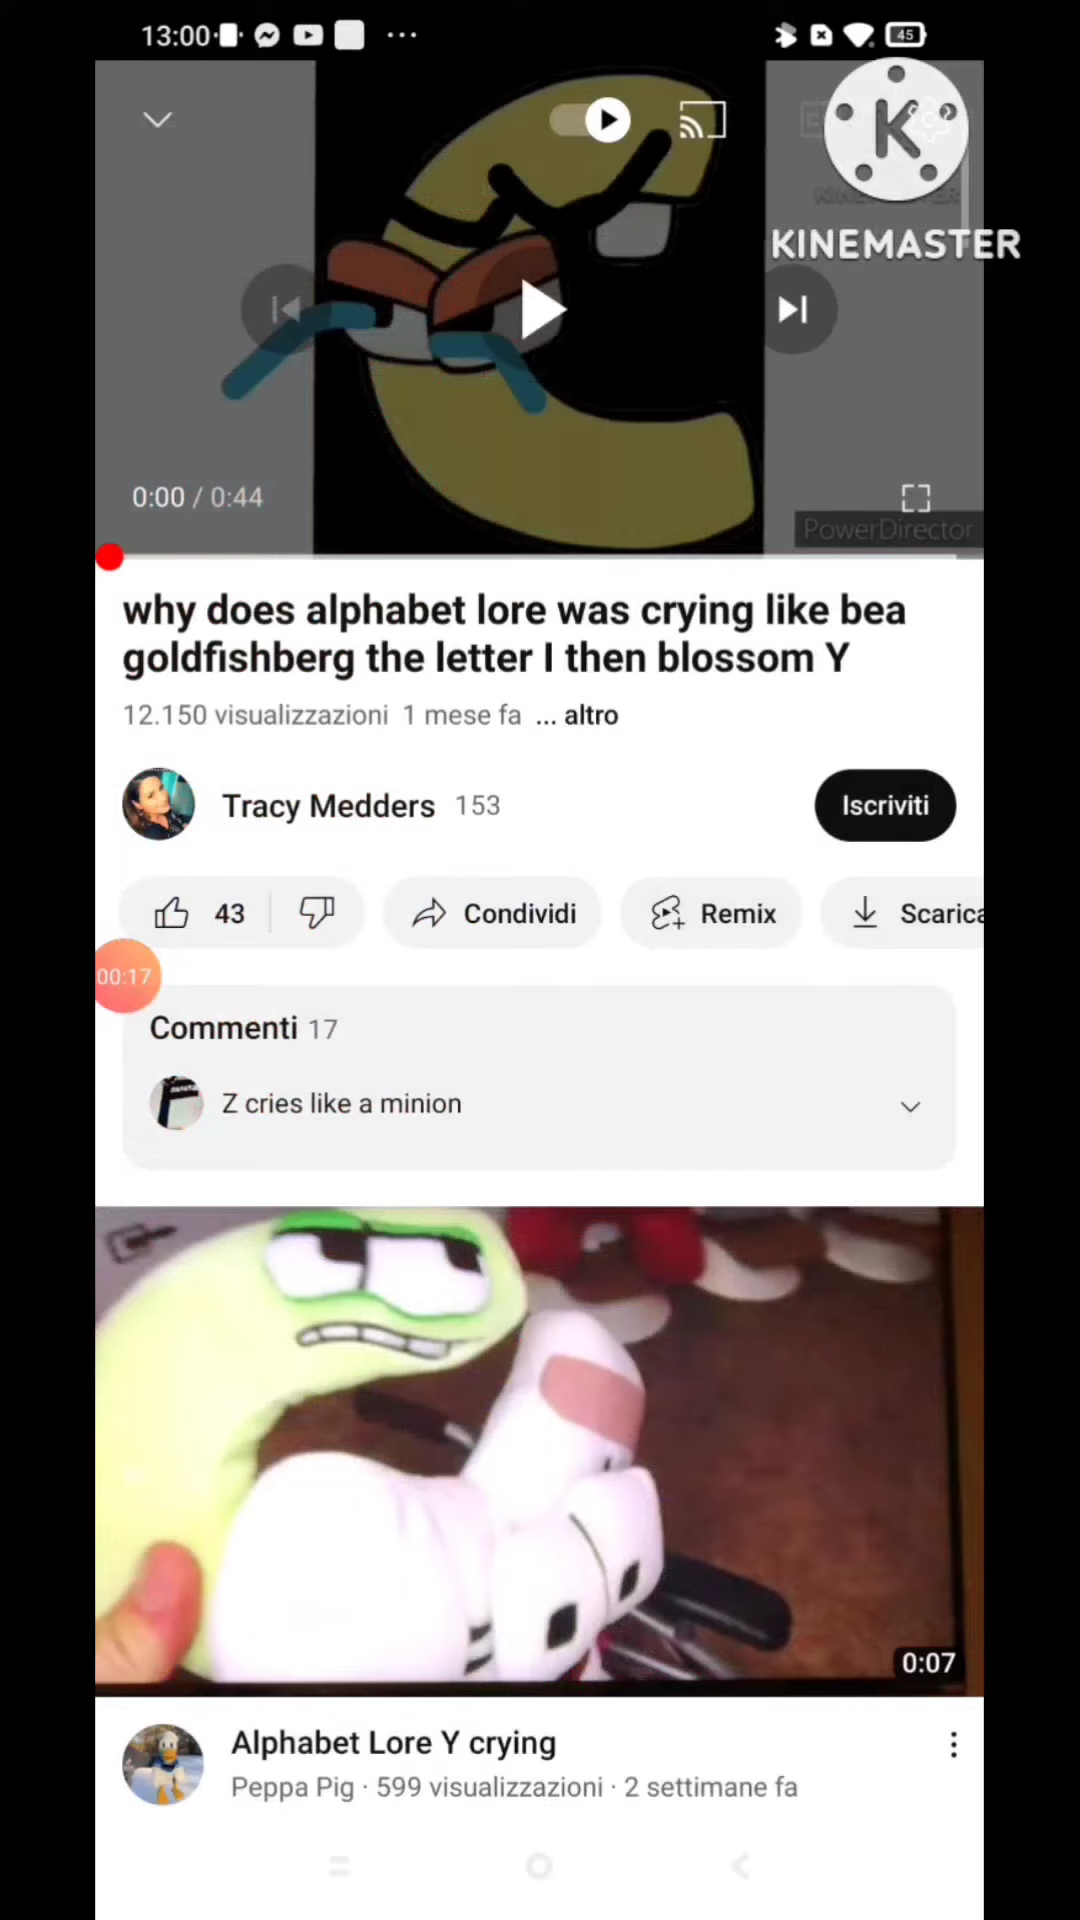 13:00
45
K
KINEMASTER
0:00 / 0:44
PowerDirector
why does alphabet lore was crying like bea
goldfishberg the letter I then blossom Y
12.150 visualizzazioni 1 mese fa ... altro
Tracy Medders 153
Iscriviti
43
Condividi
Remix
Scarica
00:17
Commenti 17
Z cries like a minion
0:07
Alphabet Lore Y crying
Peppa Pig · 599 visualizzazioni · 2 settimane fa